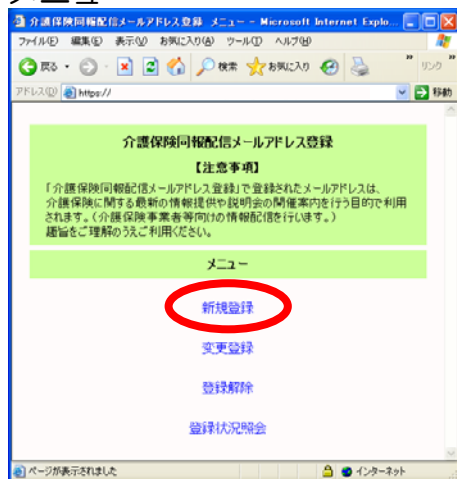 メニュー
介護保険同報配信メールアドレス登録 メニュー - Microsoft Internet Explo...
ファイル(F) 編集(E) 表示(V) お気に入り(A) ツール(T) ヘルプ(H)
戻る 検索 お気に入り リンク
アドレス(D) https:// 移動
介護保険同報配信メールアドレス登録
【注意事項】
「介護保険同報配信メールアドレス登録」で登録されたメールアドレスは、
介護保険に関する最新の情報提供や説明会の開催案内を行う目的で利用
されます。(介護保険事業者等向けの情報配信を行います。)
趣旨をご理解のうえご利用ください。
メニュー
新規登録
変更登録
登録解除
登録状況照会
ページが表示されました インターネット